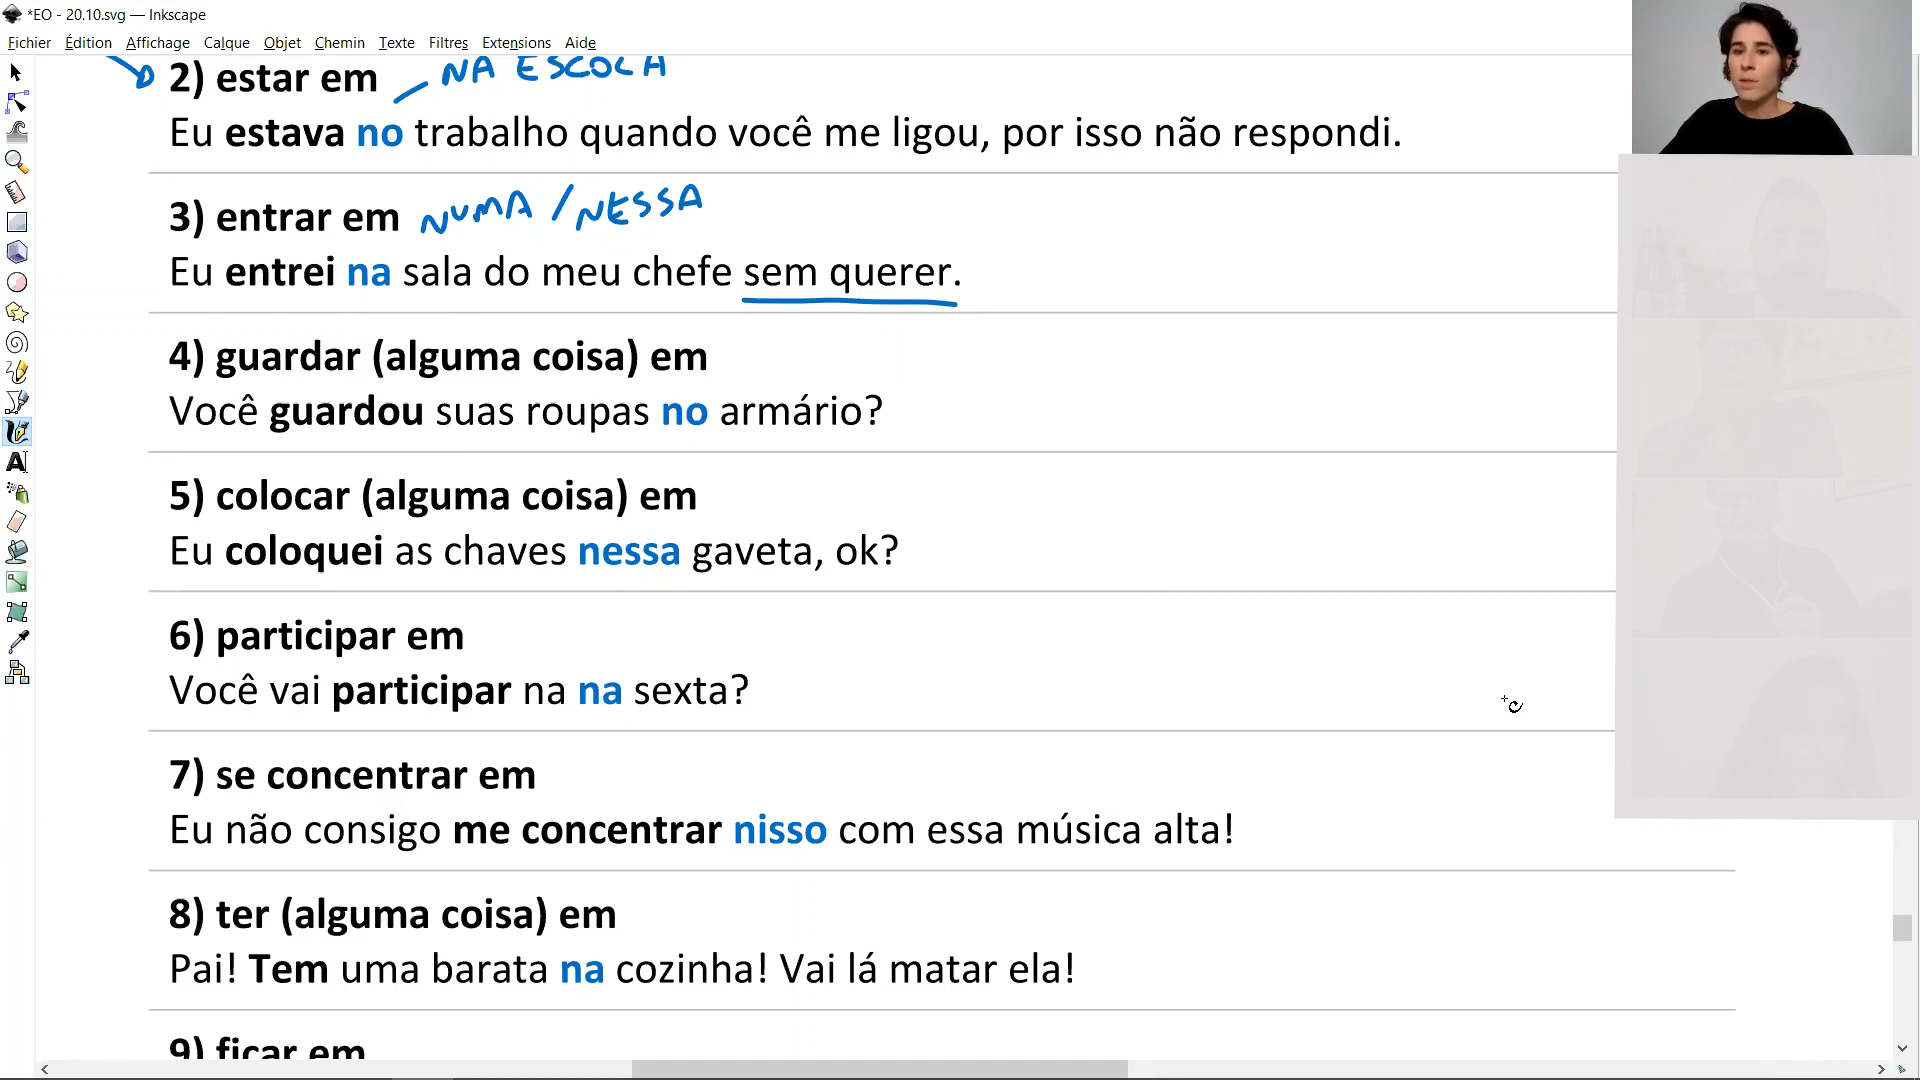 *EO - 20.10.svg — Inkscape
Fichier Édition Affichage Calque Objet Chemin Texte Filtres Extensions Aide
NA ESCOLA
2) estar em
Eu estava no trabalho quando você me ligou, por isso não respondi.
3) entrar em NUMA / NESSA
Eu entrei na sala do meu chefe sem querer.
4) guardar (alguma coisa) em
Você guardou suas roupas no armário?
5) colocar (alguma coisa) em
Eu coloquei as chaves nessa gaveta, ok?
6) participar em
Você vai participar na na sexta?
7) se concentrar em
Eu não consigo me concentrar nisso com essa música alta!
8) ter (alguma coisa) em
Pai! Tem uma barata na cozinha! Vai lá matar ela!
9) ficar em